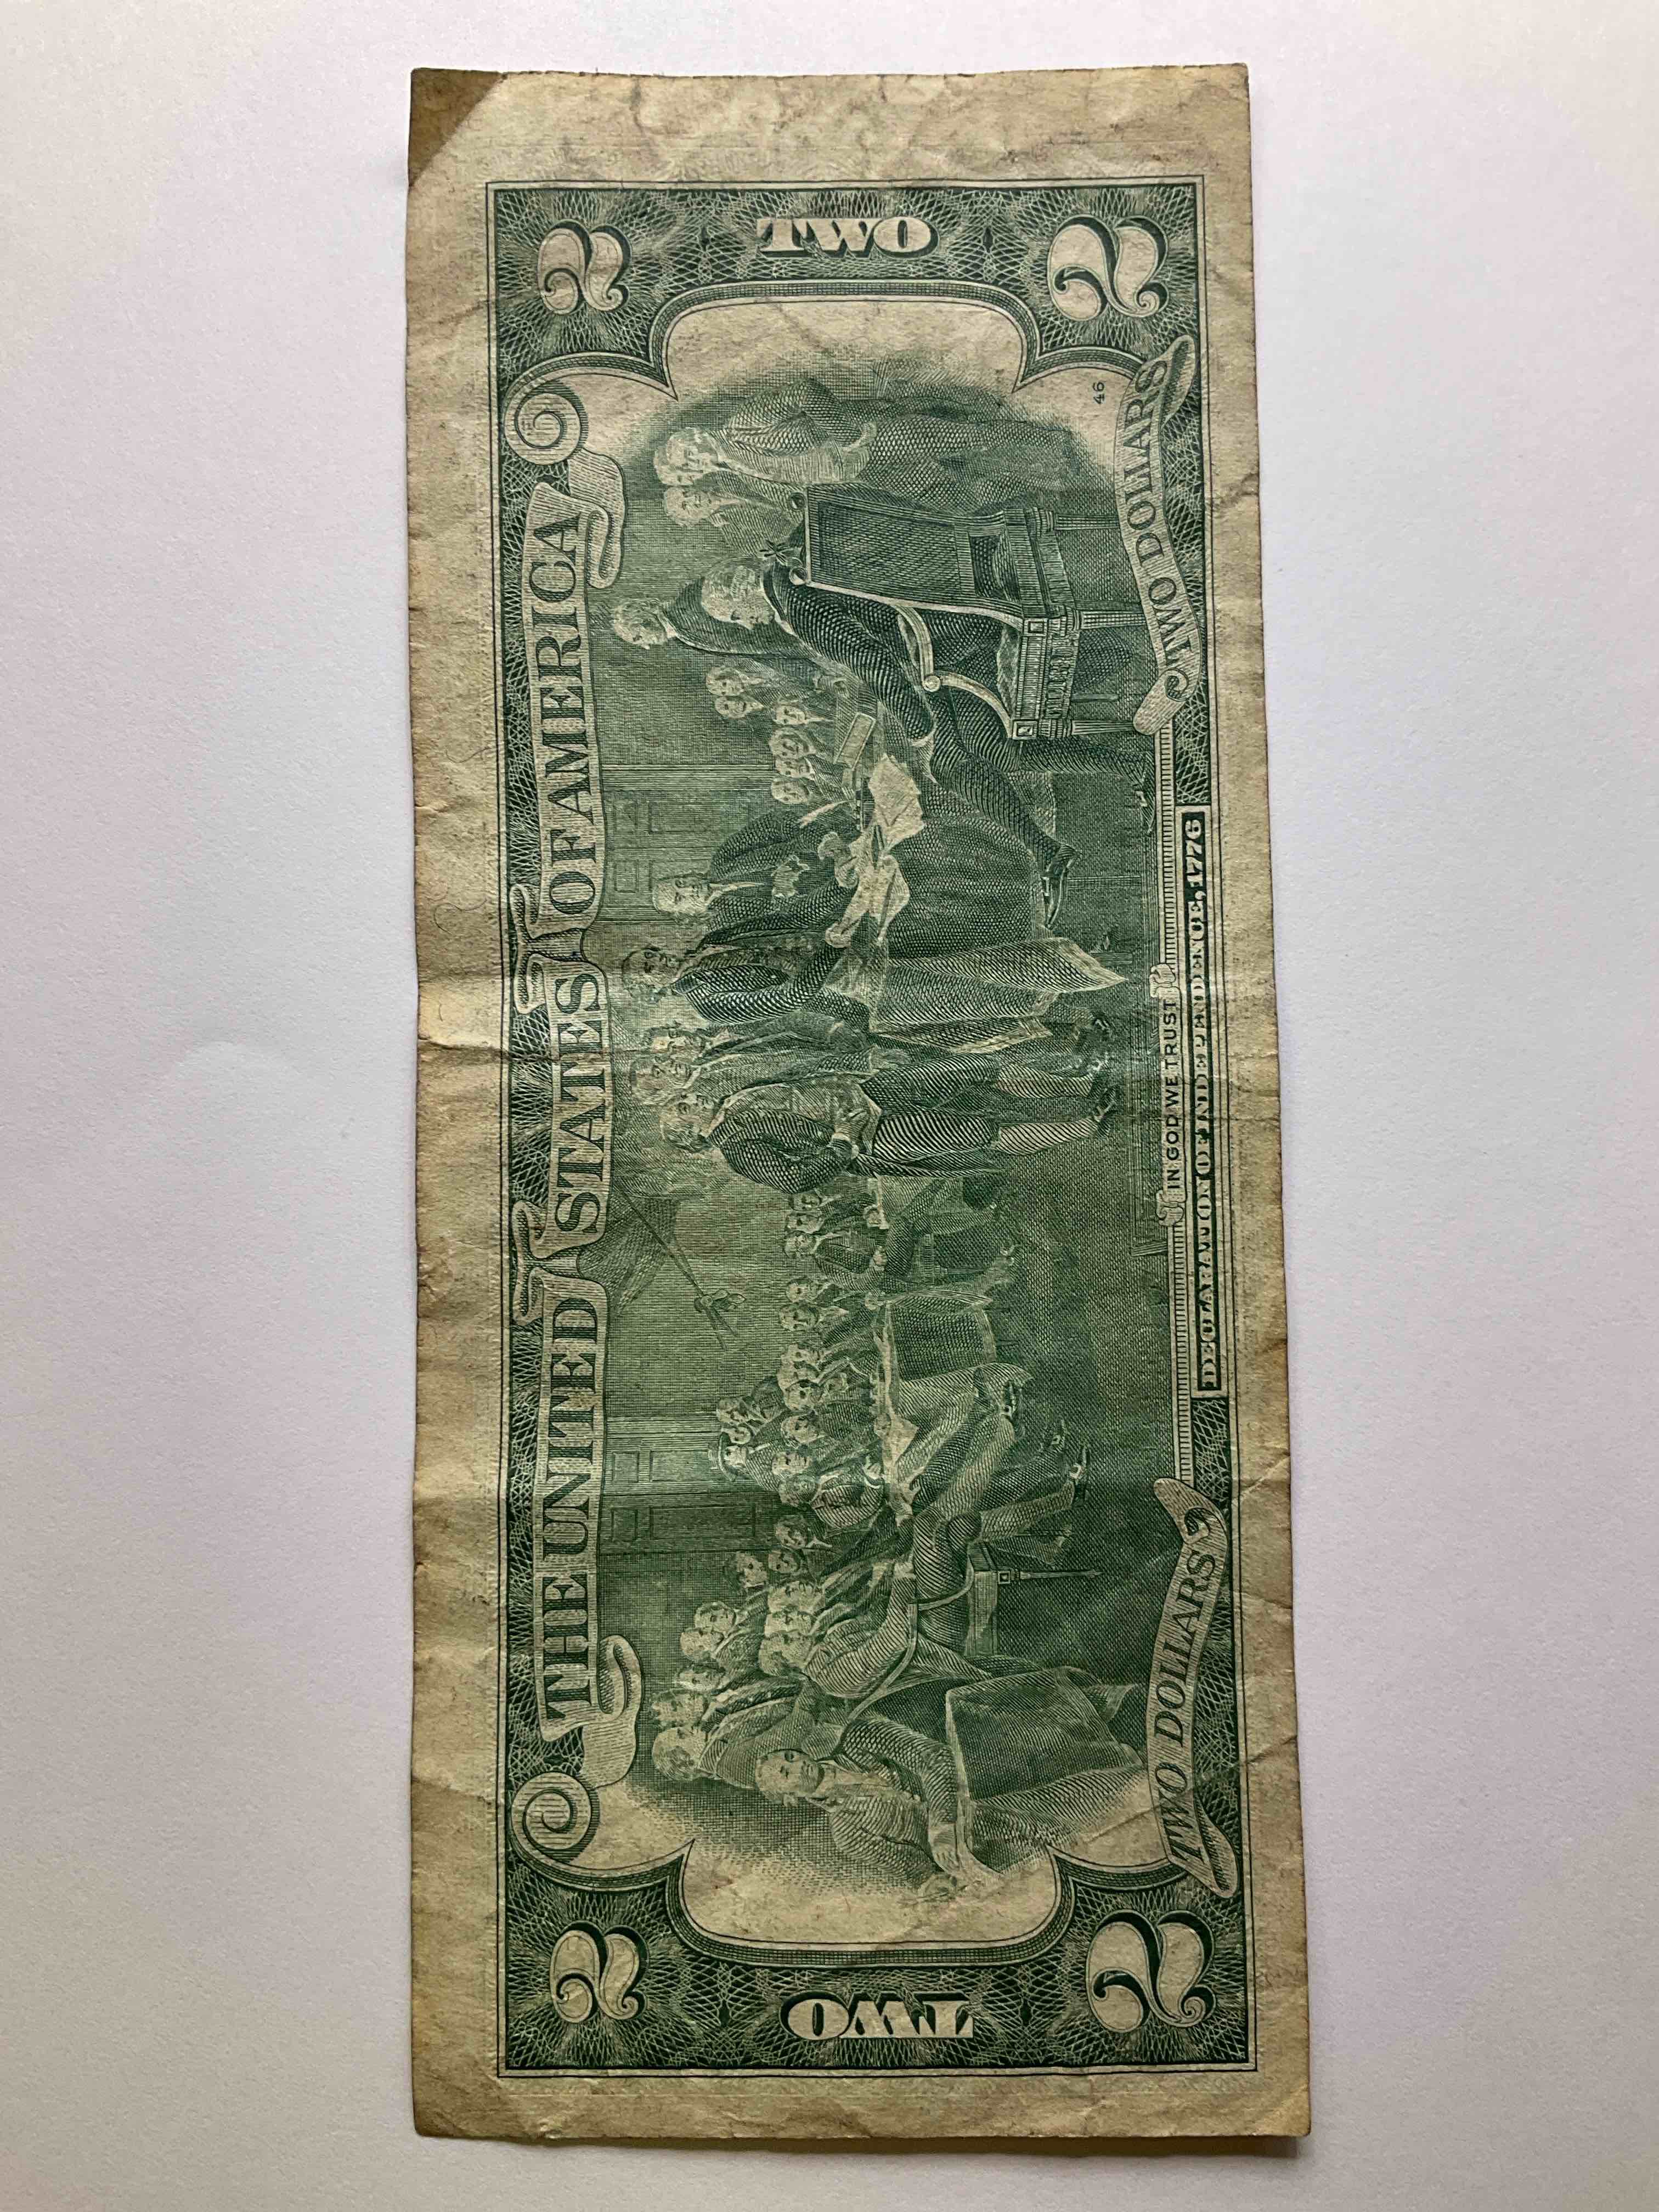 THE UNITED STATES OF AMERICA
2
2
TWO
TWO
46
2
2
TWO DOLLARS
IN GOD WE TRUST
TWO DOLLARS
DECLARATION OF INDEPENDENCE, 1776